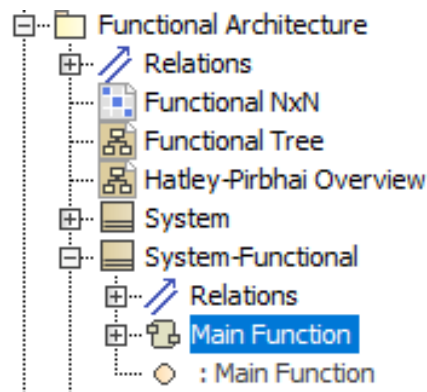 Functional Architecture
Relations
Functional NxN
Functional Tree
Hatley-Pirbhai Overview
System
System-Functional
Relations
Main Function
: Main Function